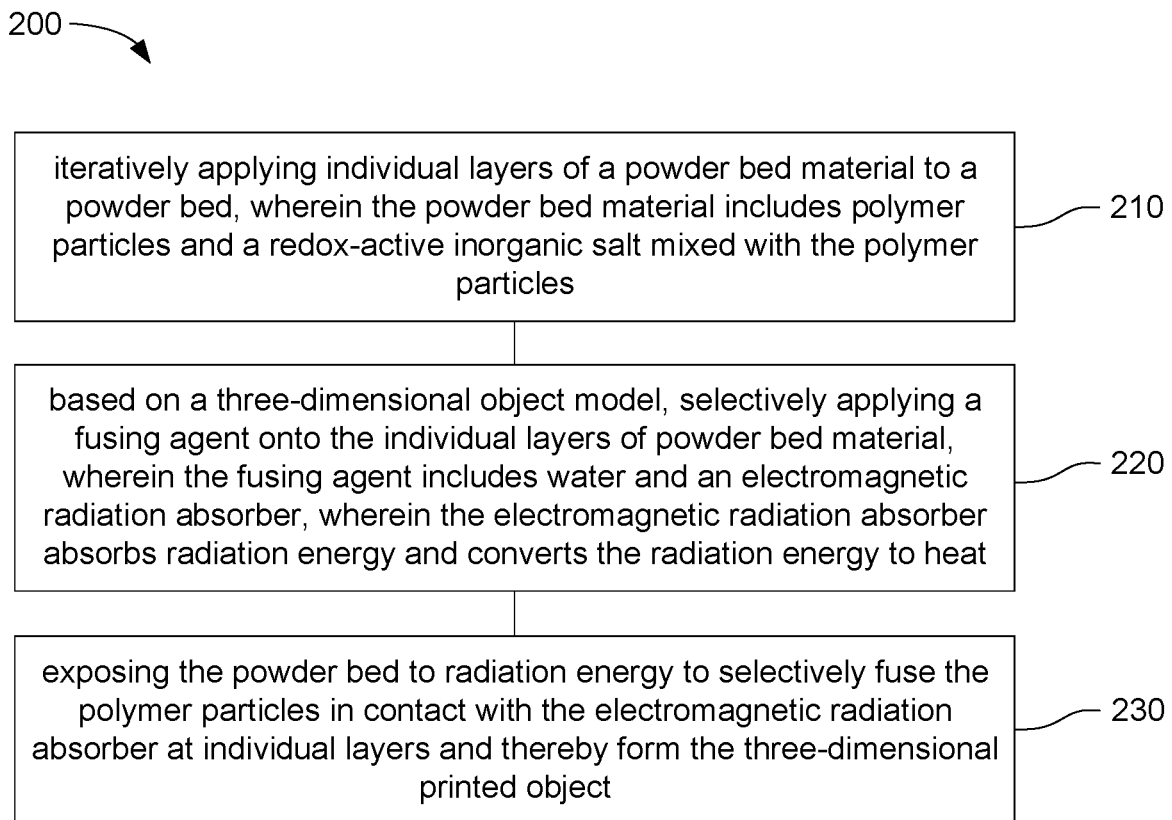 200
iteratively applying individual layers of a powder bed material to a
powder bed, wherein the powder bed material includes polymer
particles and a redox-active inorganic salt mixed with the polymer
particles
210
based on a three-dimensional object model, selectively applying a
fusing agent onto the individual layers of powder bed material,
wherein the fusing agent includes water and an electromagnetic
radiation absorber, wherein the electromagnetic radiation absorber
absorbs radiation energy and converts the radiation energy to heat
220
exposing the powder bed to radiation energy to selectively fuse the
polymer particles in contact with the electromagnetic radiation
absorber at individual layers and thereby form the three-dimensional
printed object
230